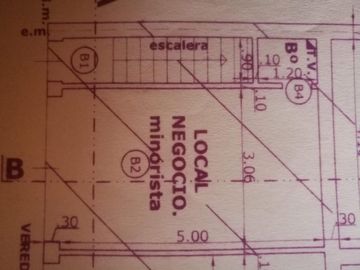 e.m
escalera
B1
.90
.10
Bº
1.20
B4
.10
LOCAL
NEGOCIO.
minorista
B2
3.06
B
.30
5.00
.30
VERED